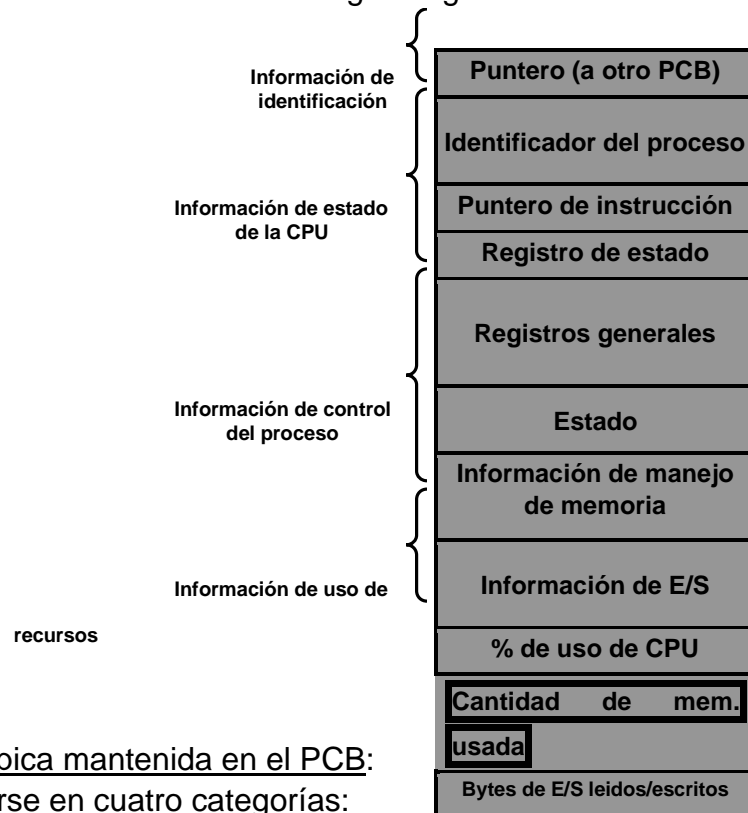 Información de
identificación
Puntero (a otro PCB)
Identificador del proceso
Información de estado
de la CPU
Puntero de instrucción
Registro de estado
Registros generales
Información de control
del proceso
Estado
Información de manejo
de memoria
Información de uso de
recursos
Información de E/S
% de uso de CPU
Cantidad de mem.
usada
Bytes de E/S leidos/escritos
pica mantenida en el PCB:
rse en cuatro categorías: